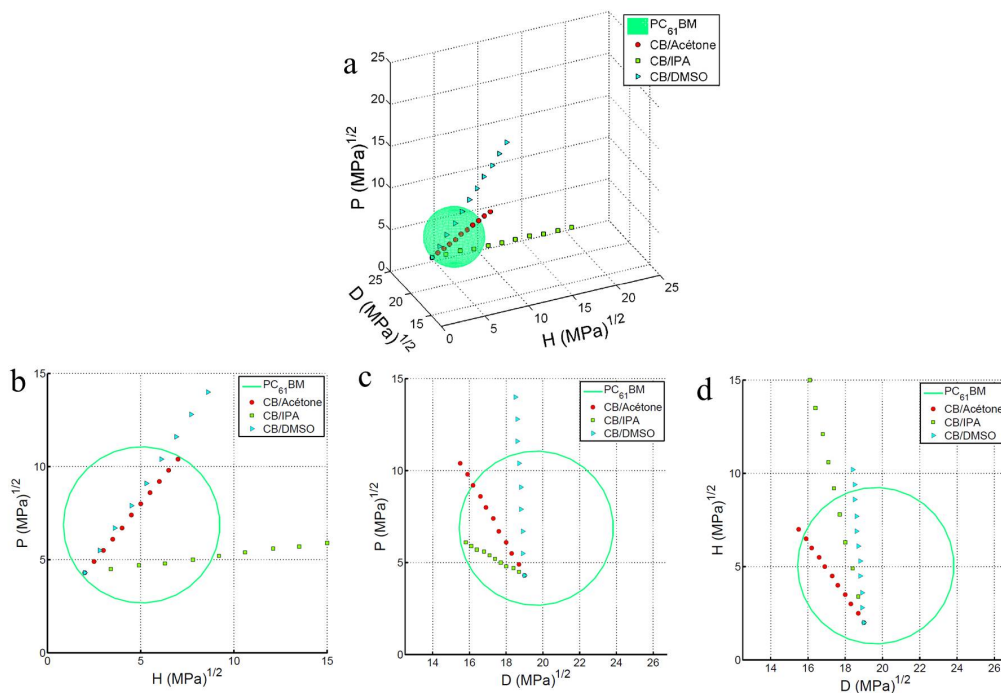 a
PC61BM
CB/Acétone
CB/IPA
CB/DMSO
25
20
15
10
5
0
P (MPa)1/2
25
20
15
D (MPa)1/2
0
5
10
15
20
25
H (MPa)1/2
b
PC61BM
CB/Acétone
CB/IPA
CB/DMSO
15
10
5
0
P (MPa)1/2
0
5
10
15
H (MPa)1/2
c
PC61BM
CB/Acétone
CB/IPA
CB/DMSO
15
10
5
0
P (MPa)1/2
14
16
18
20
22
24
26
D (MPa)1/2
d
PC61BM
CB/Acétone
CB/IPA
CB/DMSO
15
10
5
0
H (MPa)1/2
14
16
18
20
22
24
26
D (MPa)1/2